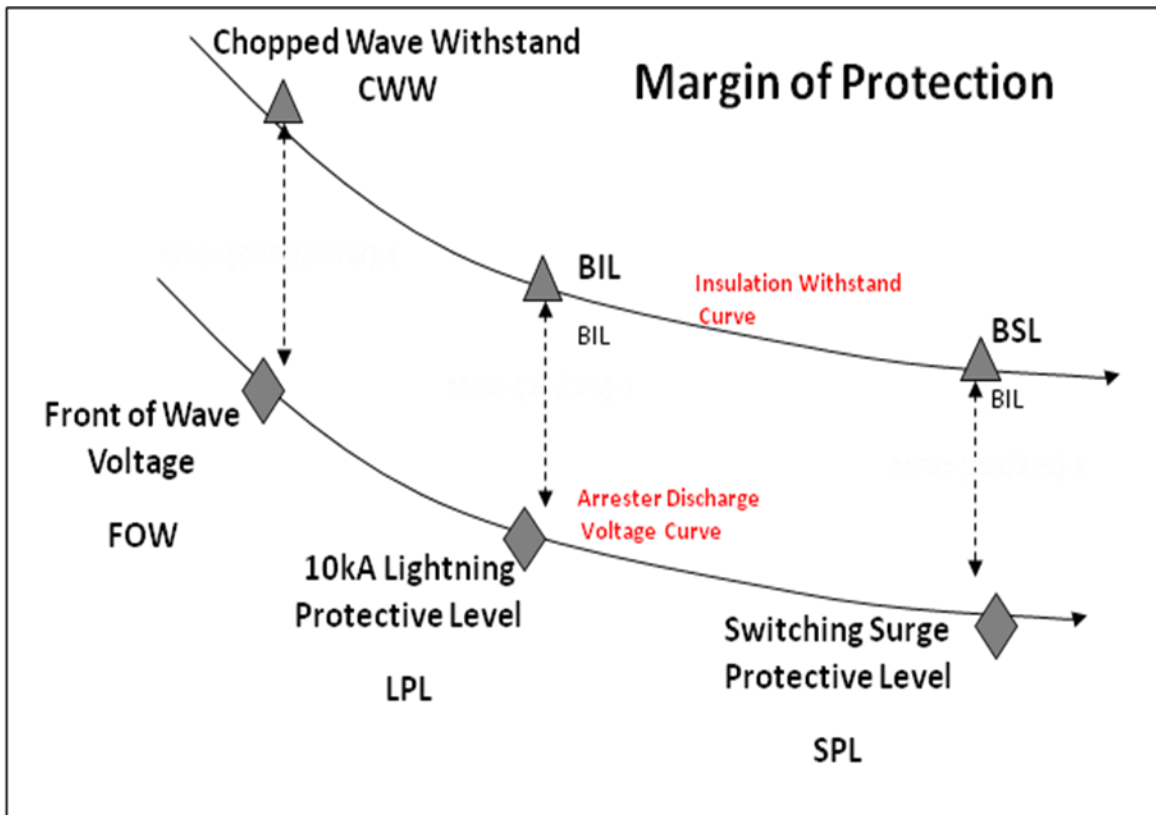 Chopped Wave Withstand
CWW
Margin of Protection
BIL
BIL
Insulation Withstand
Curve
BSL
BIL
Front of Wave
Voltage
FOW
Arrester Discharge
Voltage Curve
10kA Lightning
Protective Level
LPL
Switching Surge
Protective Level
SPL